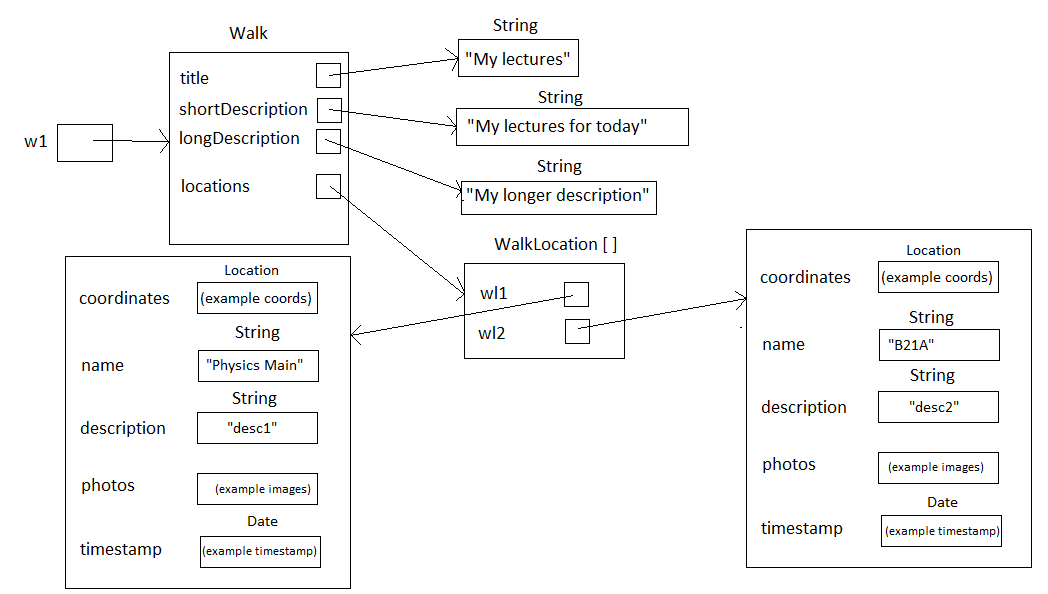 Walk
String
title
"My lectures"
shortDescription
String
"My lectures for today"
w1
longDescription
String
"My longer description"
locations
WalkLocation [ ]
wl1
wl2
Location
coordinates
(example coords)
String
name
"Physics Main"
String
description
"desc1"
photos
(example images)
Date
timestamp
(example timestamp)
Location
coordinates
(example coords)
String
name
"B21A"
String
description
"desc2"
photos
(example images)
Date
timestamp
(example timestamp)